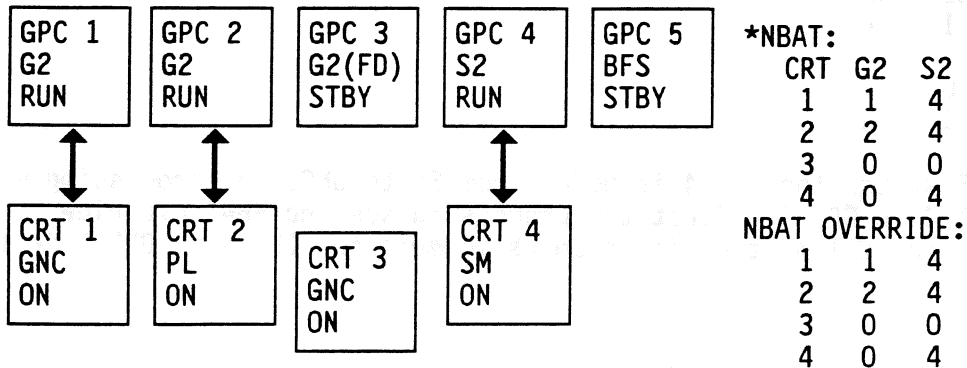 GPC 1
G2
RUN
GPC 2
G2
RUN
GPC 3
G2(FD)
STBY
GPC 4
S2
RUN
GPC 5
BFS
STBY
CRT 1
GNC
ON
CRT 2
PL
ON
CRT 3
GNC
ON
CRT 4
SM
ON
*NBAT:
CRT G2 S2
1 1 4
2 2 4
3 0 0
4 0 4
NBAT OVERRIDE:
1 1 4
2 2 4
3 0 0
4 0 4